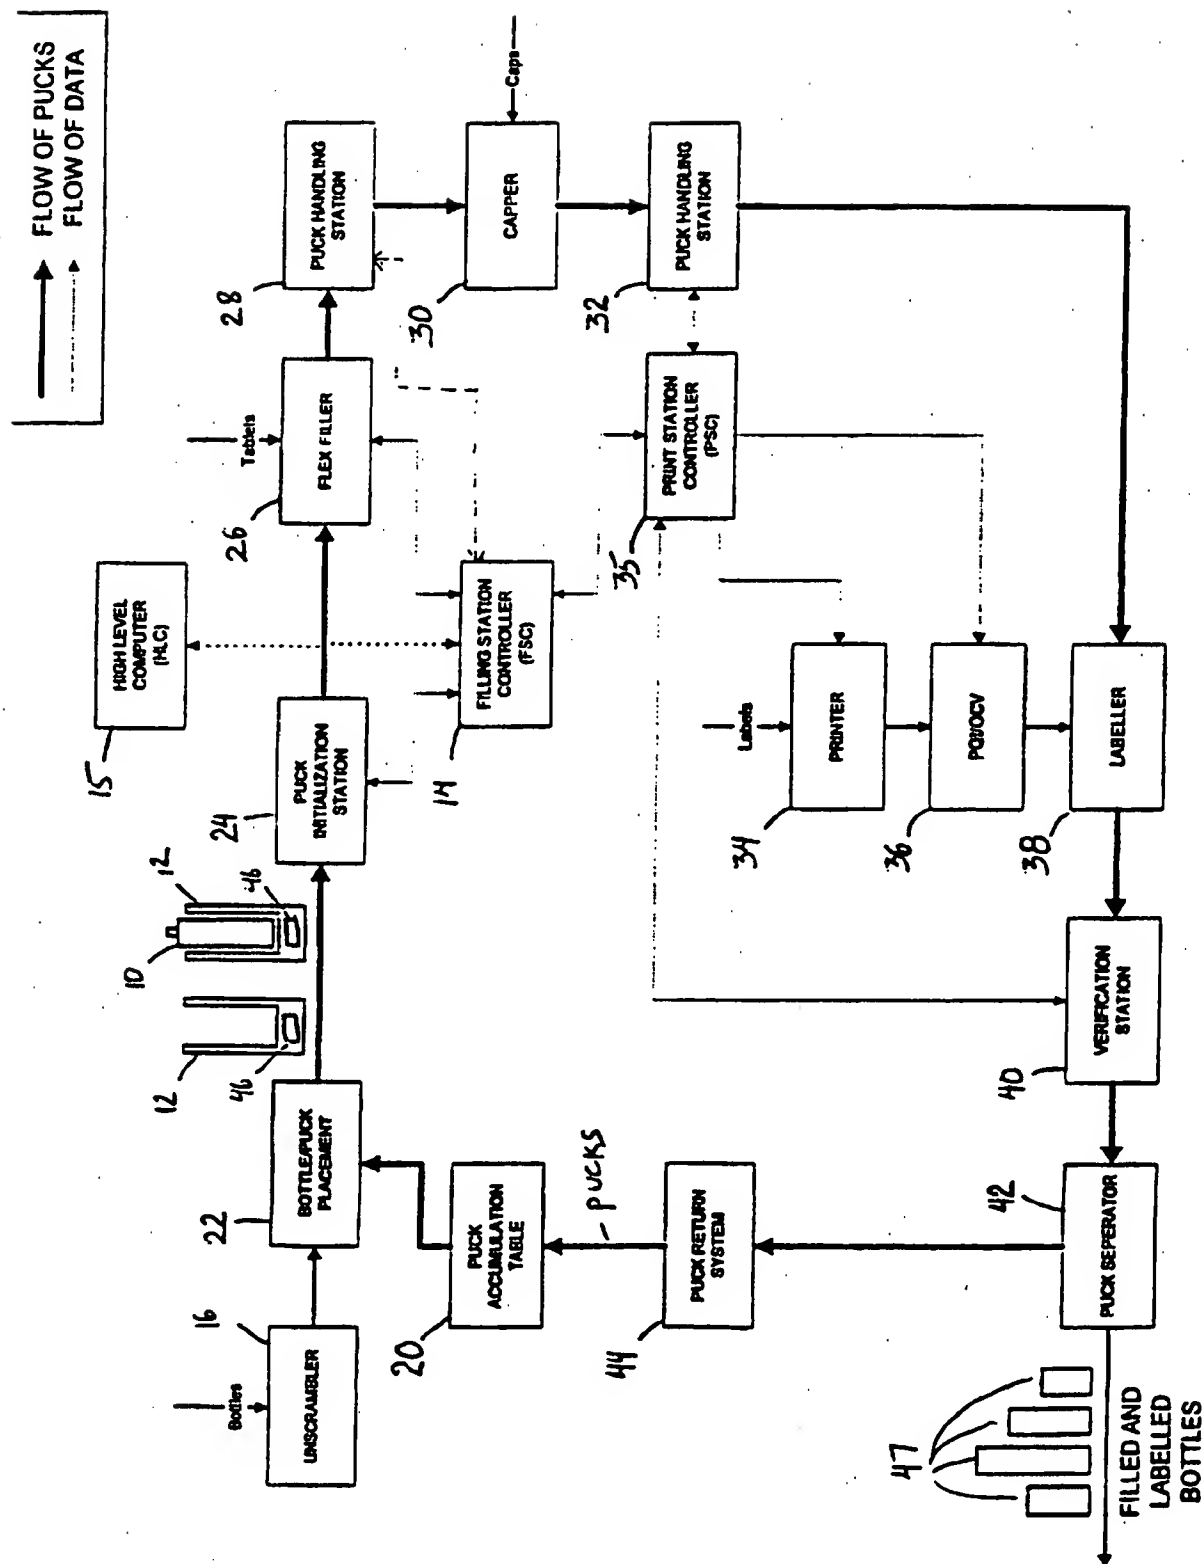 FLOW OF PUCKS
FLOW OF DATA
15
HIGH LEVEL
COMPUTER
(HLC)
Bottles
16
UNSCRAMBLER
22
BOTTLE/PUCK
PLACEMENT
12
46
10
12
46
24
PUCK
INITIALIZATION
STATION
26
Tablets
FLEX FILLER
28
PUCK HANDLING
STATION
20
PUCK
ACCUMULATION
TABLE
14
FILLING STATION
CONTROLLER
(FSC)
30
CAPPER
Caps
PUCKS
44
PUCK RETURN
SYSTEM
35
PRINT STATION
CONTROLLER
(PSC)
32
PUCK HANDLING
STATION
Labels
34
PRINTER
36
PQI/OCV
38
LABELLER
40
VERIFICATION
STATION
42
PUCK SEPERATOR
47
FILLED AND
LABELLED
BOTTLES